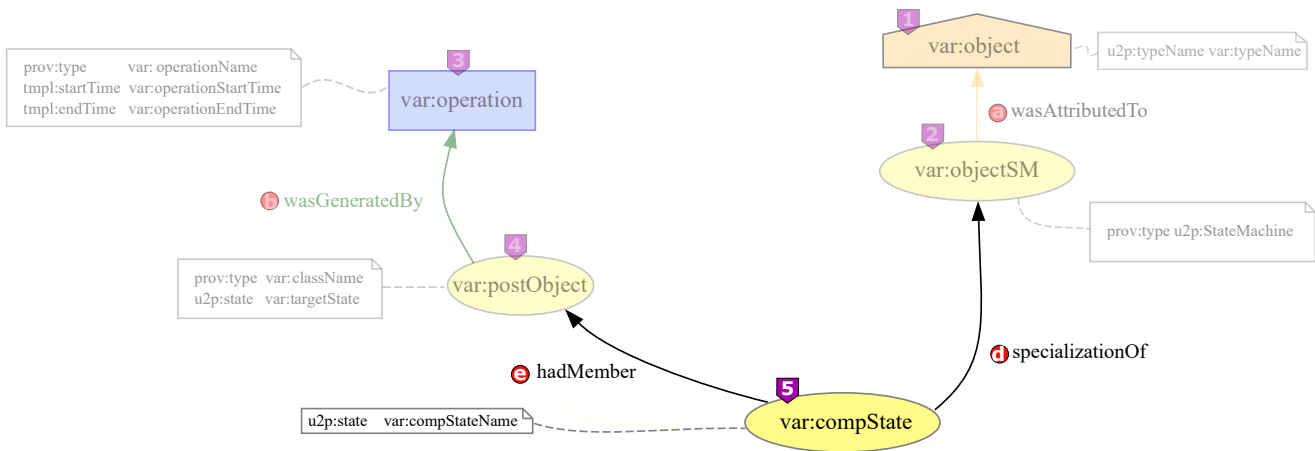 1
var:object
u2p:typeName var:typeName
3
prov:type var: operationName
tmpl:startTime var:operationStartTime
tmpl:endTime var:operationEndTime
var:operation
a wasAttributedTo
2
var:objectSM
b wasGeneratedBy
prov:type u2p:StateMachine
4
prov:type var:className
u2p:state var:targetState
var:postObject
d specializationOf
e hadMember
5
u2p:state var:compStateName
var:compState